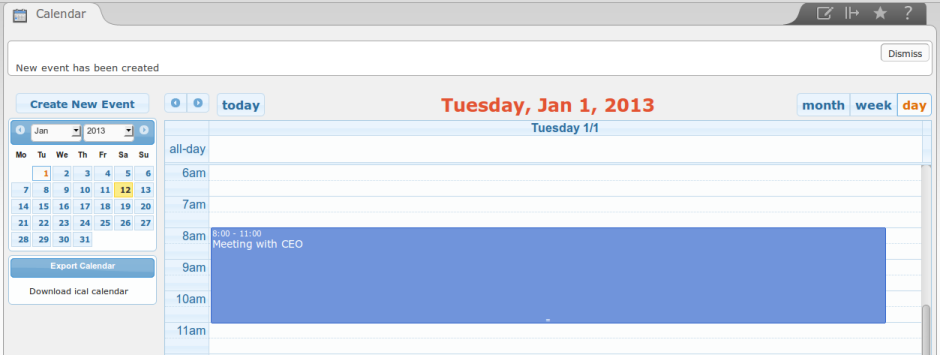 Calendar
?
Dismiss
New event has been created
Create New Event
today
Tuesday, Jan 1, 2013
month week day
Jan 2013
Mo Tu We Th Fr Sa Su
1 2 3 4 5 6
7 8 9 10 11 12 13
14 15 16 17 18 19 20
21 22 23 24 25 26 27
28 29 30 31
Export Calendar
Download ical calendar
Tuesday 1/1
all-day
6am
7am
8am
8:00 - 11:00
Meeting with CEO
9am
10am
11am